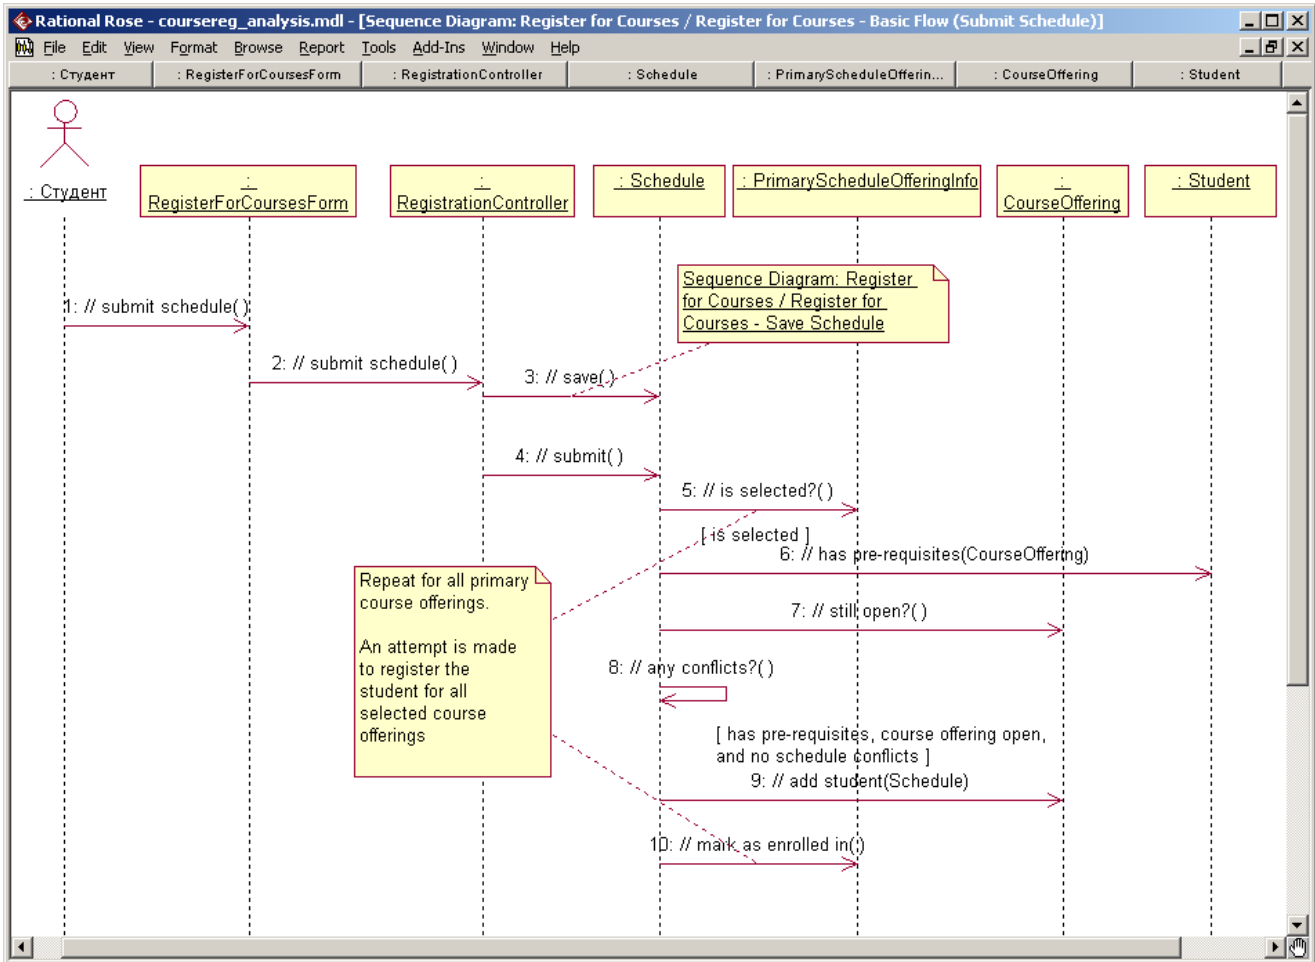 Rational Rose - coursereg_analysis.mdl - [Sequence Diagram: Register for Courses / Register for Courses - Basic Flow (Submit Schedule)]
File Edit View Format Browse Report Tools Add-Ins Window Help
: Студент : RegisterForCoursesForm : RegistrationController : Schedule : PrimaryScheduleOfferin... : CourseOffering : Student
: Студент
:
RegisterForCoursesForm
:
RegistrationController
: Schedule
: PrimaryScheduleOfferingInfo
:
CourseOffering
: Student
Sequence Diagram: Register
for Courses / Register for
Courses - Save Schedule
1: // submit schedule( )
2: // submit schedule( )
3: // save( )
4: // submit( )
5: // is selected?( )
[ is selected ]
6: // has pre-requisites(CourseOffering)
Repeat for all primary
course offerings.
An attempt is made
to register the
student for all
selected course
offerings
7: // still open?( )
8: // any conflicts?( )
[ has pre-requisites, course offering open,
and no schedule conflicts ]
9: // add student(Schedule)
10: // mark as enrolled in( )